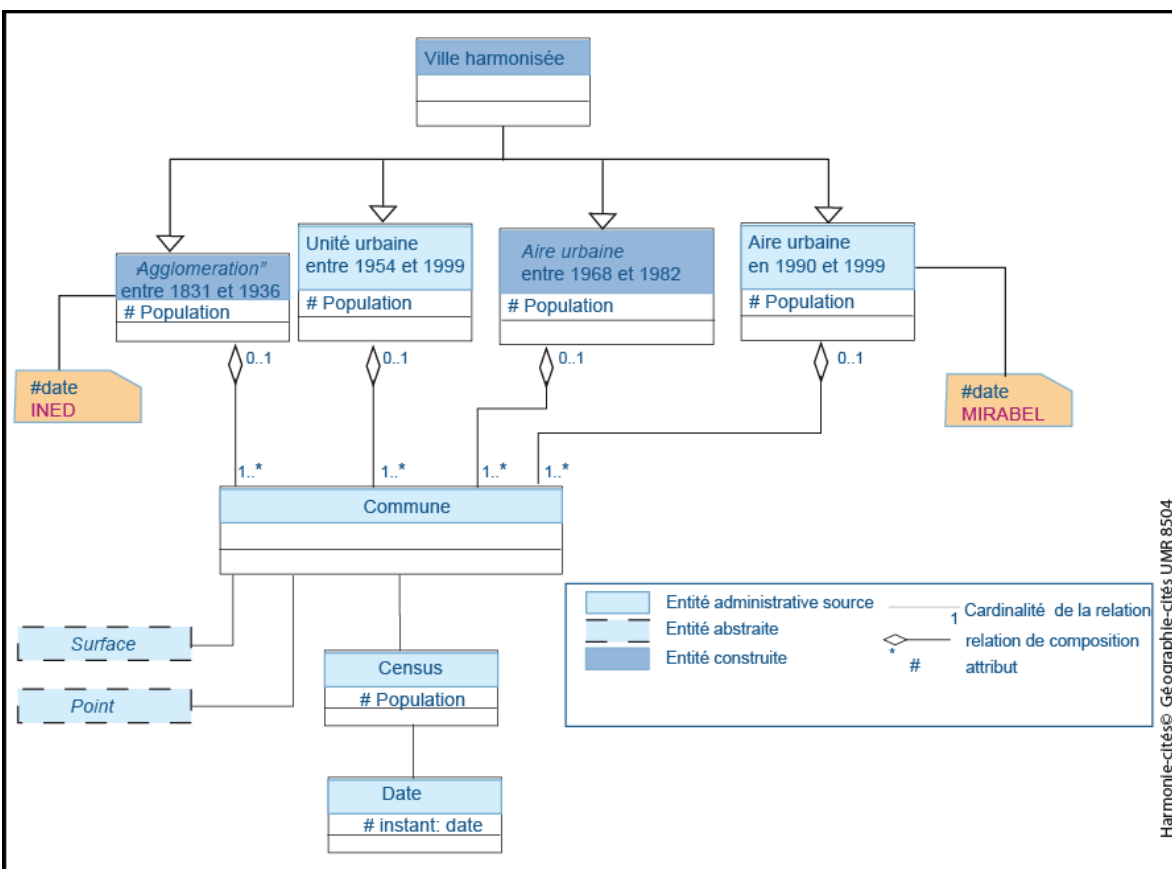 Ville harmonisée
Agglomeration”
entre 1831 et 1936
# Population
Unité urbaine
entre 1954 et 1999
# Population
Aire urbaine
entre 1968 et 1982
# Population
Aire urbaine
en 1990 et 1999
# Population
0..1
0..1
0..1
0..1
#date
INED
#date
MIRABEL
1..*
1..*
1..*
1..*
Commune
Surface
Point
Census
# Population
Date
# instant: date
Entité administrative source
Entité abstraite
Entité construite
1
Cardinalité de la relation
relation de composition
*
#
attribut
Harmonie-cités© Géographie-cités UMR 8504